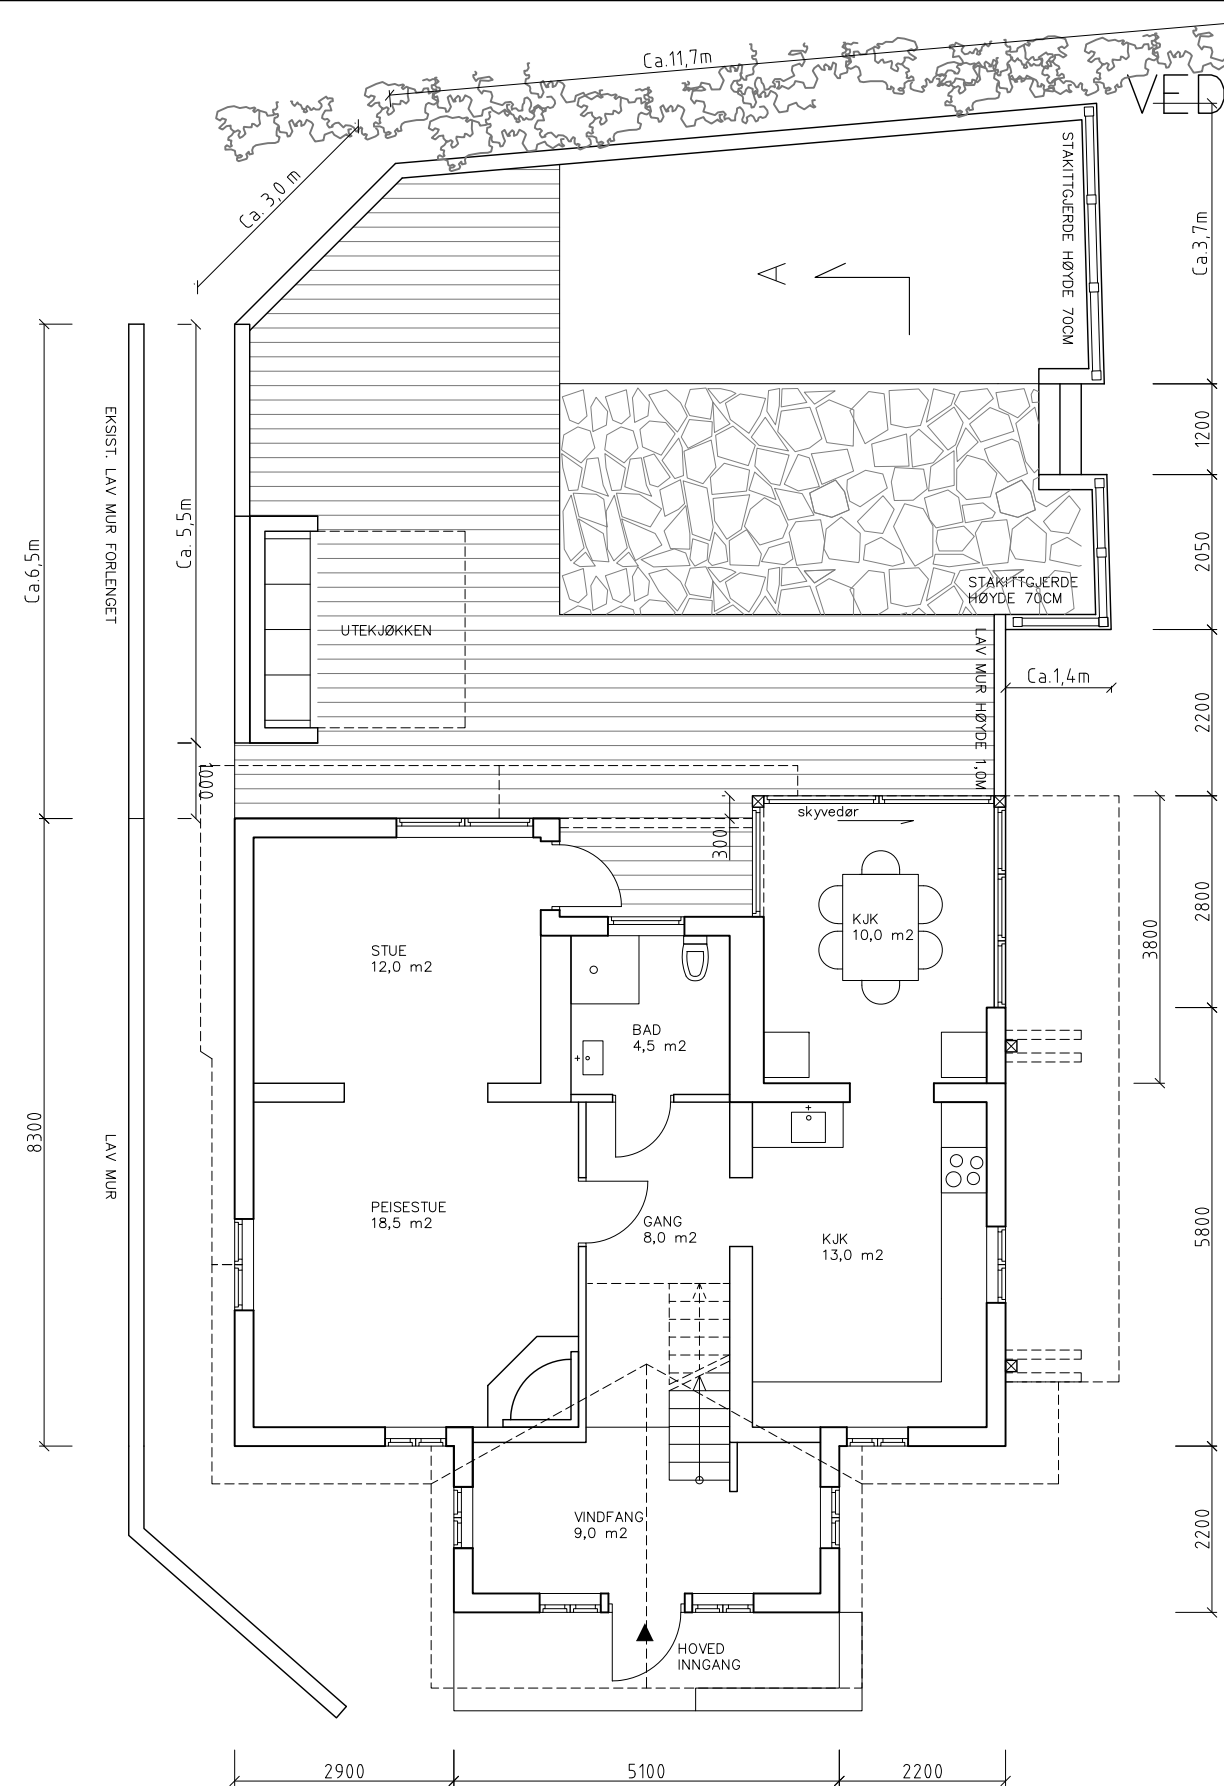 Ca.11,7m
VED
Ca. 3,0 m
STAKITTGJERDE HØYDE 70CM
Ca.3,7m
A
EKSIST. LAV MUR FORLENGET
Ca.6,5m
Ca. 5,5m
1200
2050
STAKITTGJERDE
HØYDE 70CM
UTEKJØKKEN
LAV MUR HØYDE 1,0M
Ca.1,4m
2200
1000
skyvedør
300
2800
3800
KJK
10,0 m2
STUE
12,0 m2
BAD
4,5 m2
8300
LAV MUR
PEISESTUE
18,5 m2
GANG
8,0 m2
KJK
13,0 m2
5800
VINDFANG
9,0 m2
2200
HOVED
INNGANG
2900
5100
2200